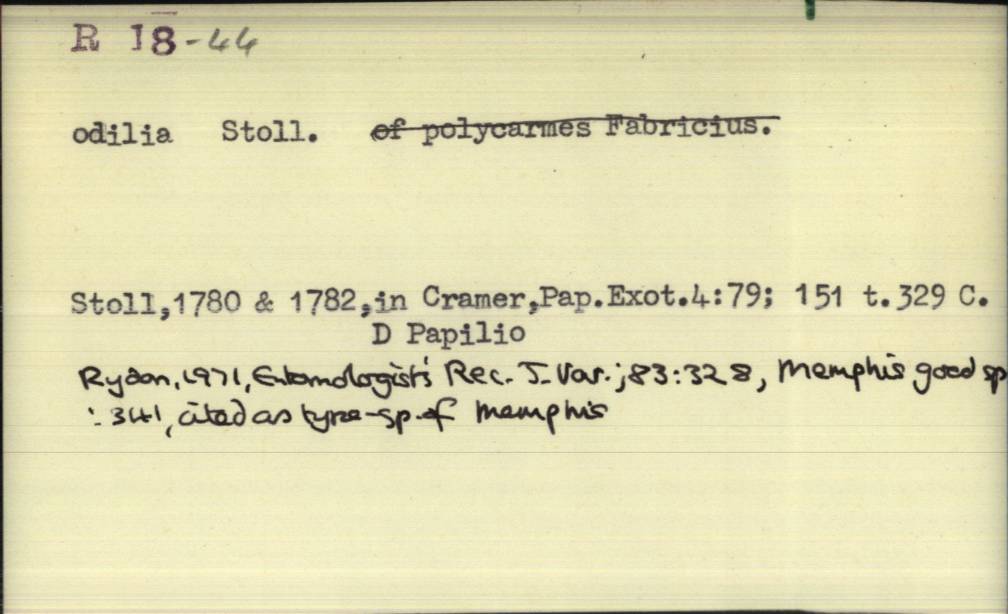 R 18-44
odilia Stoll. of polycarmes Fabricius.
Stoll,1780 & 1782,in Cramer,Pap.Exot.4:79; 151 t.329 C.
D Papilio
Rydon, 1971, Entomologist's Rec. J. Var.; 83:328, Memphis good sp
: 341, cited as type-sp. of Memphis